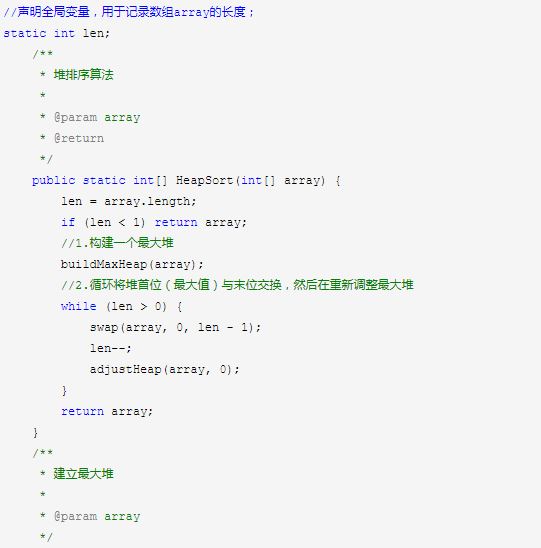 //声明全局变量，用于记录数组array的长度；
static int len;
/**
* 堆排序算法
*
* @param array
* @return
*/
public static int[] HeapSort(int[] array) {
len = array.length;
if (len < 1) return array;
//1.构建一个最大堆
buildMaxHeap(array);
//2.循环将堆首位（最大值）与末位交换，然后在重新调整最大堆
while (len > 0) {
swap(array, 0, len - 1);
len--;
adjustHeap(array, 0);
}
return array;
}
/**
* 建立最大堆
*
* @param array
*/